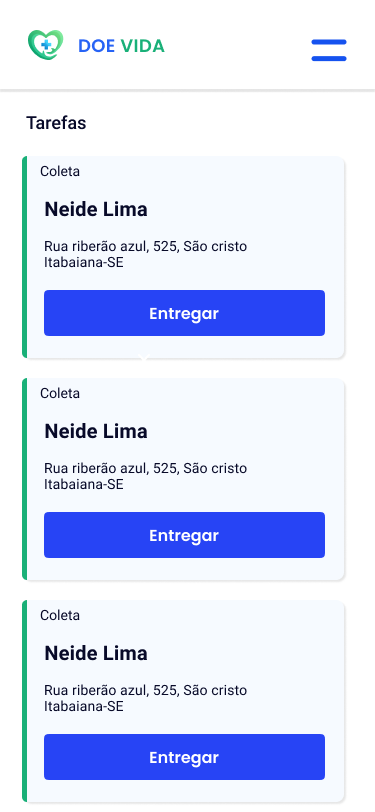 DOE VIDA
Tarefas
Coleta
Neide Lima
Rua riberão azul, 525, São cristo
Itabaiana-SE
Entregar
Coleta
Neide Lima
Rua riberão azul, 525, São cristo
Itabaiana-SE
Entregar
Coleta
Neide Lima
Rua riberão azul, 525, São cristo
Itabaiana-SE
Entregar